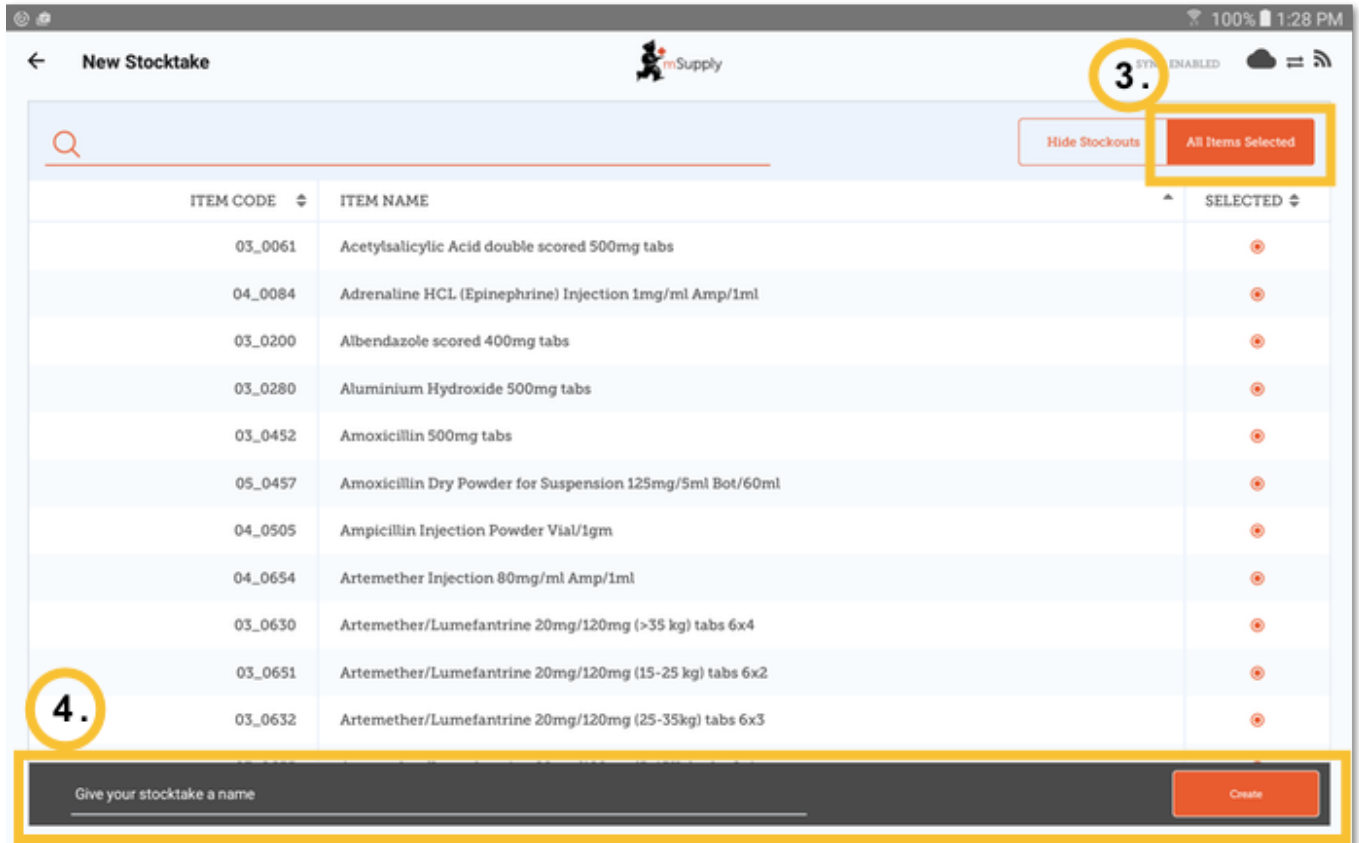 100% 1:28 PM
New Stocktake
mSupply
ENABLED
3.
Hide Stockouts
All Items Selected
ITEM CODE ITEM NAME SELECTED
03_0061 Acetylsalicylic Acid double scored 500mg tabs
04_0084 Adrenaline HCL (Epinephrine) Injection 1mg/ml Amp/1ml
03_0200 Albendazole scored 400mg tabs
03_0280 Aluminium Hydroxide 500mg tabs
03_0452 Amoxicillin 500mg tabs
05_0457 Amoxicillin Dry Powder for Suspension 125mg/5ml Bot/60ml
04_0505 Ampicillin Injection Powder Vial/1gm
04_0654 Artemether Injection 80mg/ml Amp/1ml
03_0630 Artemether/Lumefantrine 20mg/120mg (>35 kg) tabs 6x4
03_0651 Artemether/Lumefantrine 20mg/120mg (15-25 kg) tabs 6x2
4.
03_0632 Artemether/Lumefantrine 20mg/120mg (25-35kg) tabs 6x3
Give your stocktake a name
Create